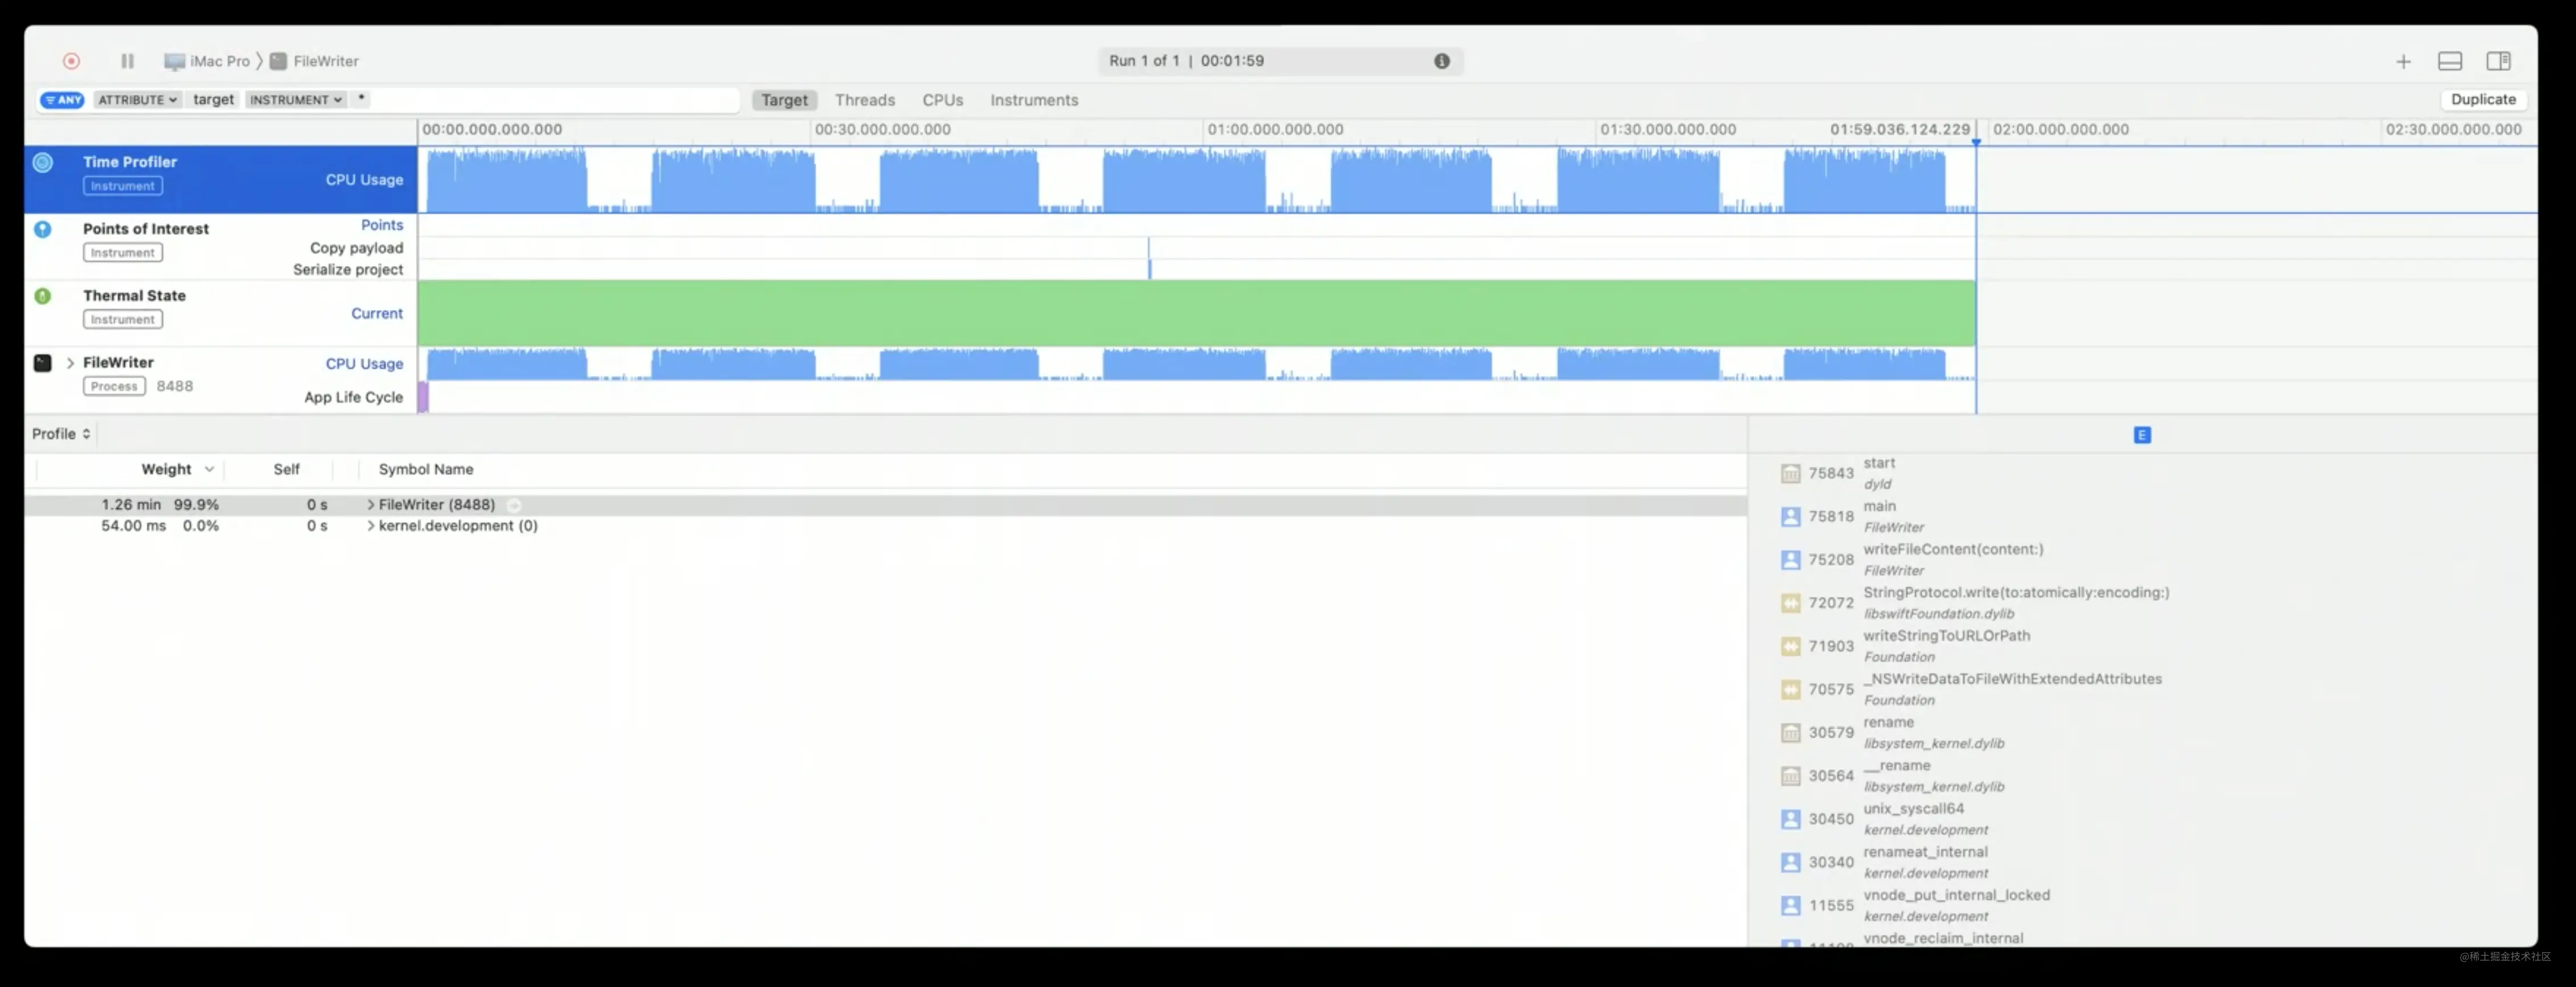 iMac Pro 〉 FileWriter
Run 1 of 1 | 00:01:59
ANY ATTRIBUTE target INSTRUMENT * Target Threads CPUs Instruments Duplicate
00:00.000.000.000 00:30.000.000.000 01:00.000.000.000 01:30.000.000.000 01:59.036.124.229 02:00.000.000.000 02:30.000.000.000
Time Profiler
Instrument
CPU Usage
Points of Interest
Instrument
Points
Copy payload
Serialize project
Thermal State
Instrument
Current
FileWriter
Process 8488
CPU Usage
App Life Cycle
Profile
E
Weight Self Symbol Name
1.26 min 99.9% 0 s FileWriter (8488)
54.00 ms 0.0% 0 s kernel.development (0)
75843 start
dyld
75818 main
FileWriter
75208 writeFileContent(content:)
FileWriter
72072 StringProtocol.write(to:atomically:encoding:)
libswiftFoundation.dylib
71903 writeStringToURLOrPath
Foundation
70575 _NSWriteDataToFileWithExtendedAttributes
Foundation
30579 rename
libsystem_kernel.dylib
30564 __rename
libsystem_kernel.dylib
30450 unix_syscall64
kernel.development
30340 renameat_internal
kernel.development
11555 vnode_put_internal_locked
kernel.development
vnode_reclaim_internal
@稀土掘金技术社区